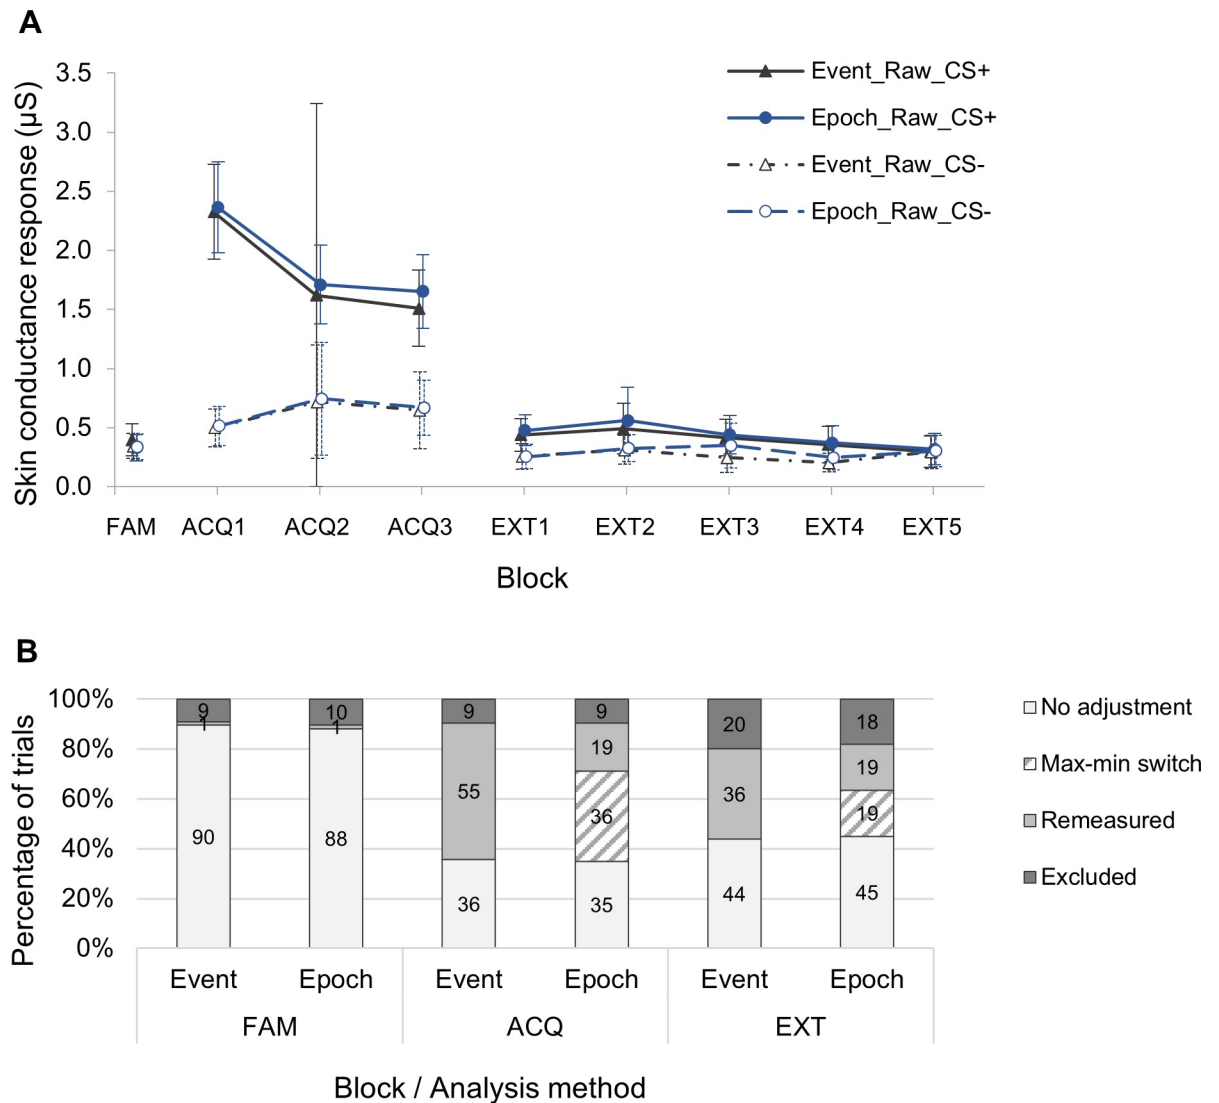 A
Skin conductance response (µS)
3.5
3.0
2.5
2.0
1.5
1.0
0.5
0.0
Event_Raw_CS+
Epoch_Raw_CS+
Event_Raw_CS-
Epoch_Raw_CS-
FAM ACQ1 ACQ2 ACQ3 EXT1 EXT2 EXT3 EXT4 EXT5
Block
B
Percentage of trials
100%
80%
60%
40%
20%
0%
9 10 9 9 20 18
1 1 55 19 36 19
36 19
90 88 36 35 44 45
No adjustment
Max-min switch
Remeasured
Excluded
Event Epoch Event Epoch Event Epoch
FAM ACQ EXT
Block / Analysis method